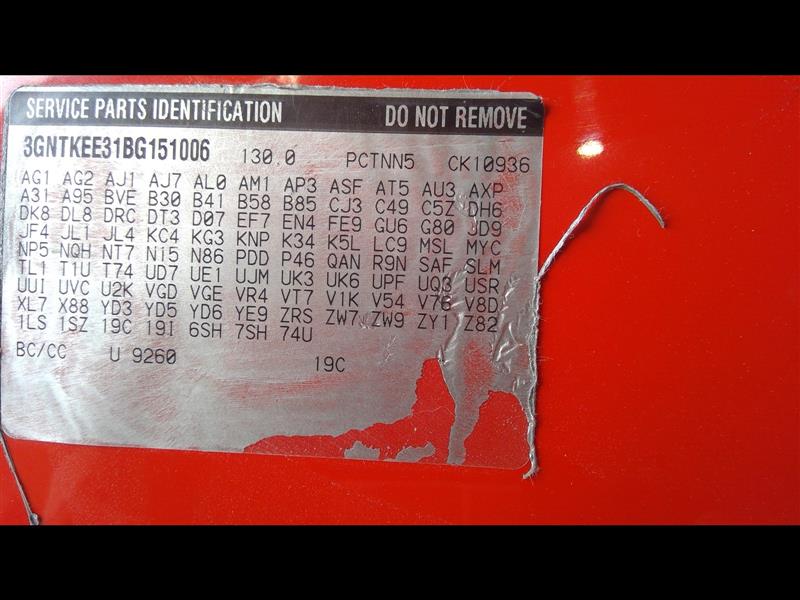 SERVICE PARTS IDENTIFICATION DO NOT REMOVE
3GNTKEE31BG151006 130.0 PCTNN5 CK10936
AG1 AG2 AJ1 AJ7 AL0 AM1 AP3 ASF AT5 AU3 AXP
A31 A95 BVE B30 B41 B58 B85 CJ3 C49 C5Z DH6
DK8 DL8 DRC DT3 D07 EF7 EN4 FE9 GU6 G80 JD9
JF4 JL1 JL4 KC4 KG3 KNP K34 K5L LC9 MSL MYC
NP5 NQH NT7 N15 N86 PDD P46 QAN R9N SAF SLM
TL1 T1U T74 UD7 UE1 UJM UK3 UK6 UPF UQ3 USR
UUI UVC U2K VGD VGE VR4 VT7 V1K V54 V76 V8D
XL7 X88 YD3 YD5 YD6 YE9 ZRS ZW7 ZW9 ZY1 Z82
1LS 1SZ 19C 19I 6SH 7SH 74U
BC/CC U 9260 19C